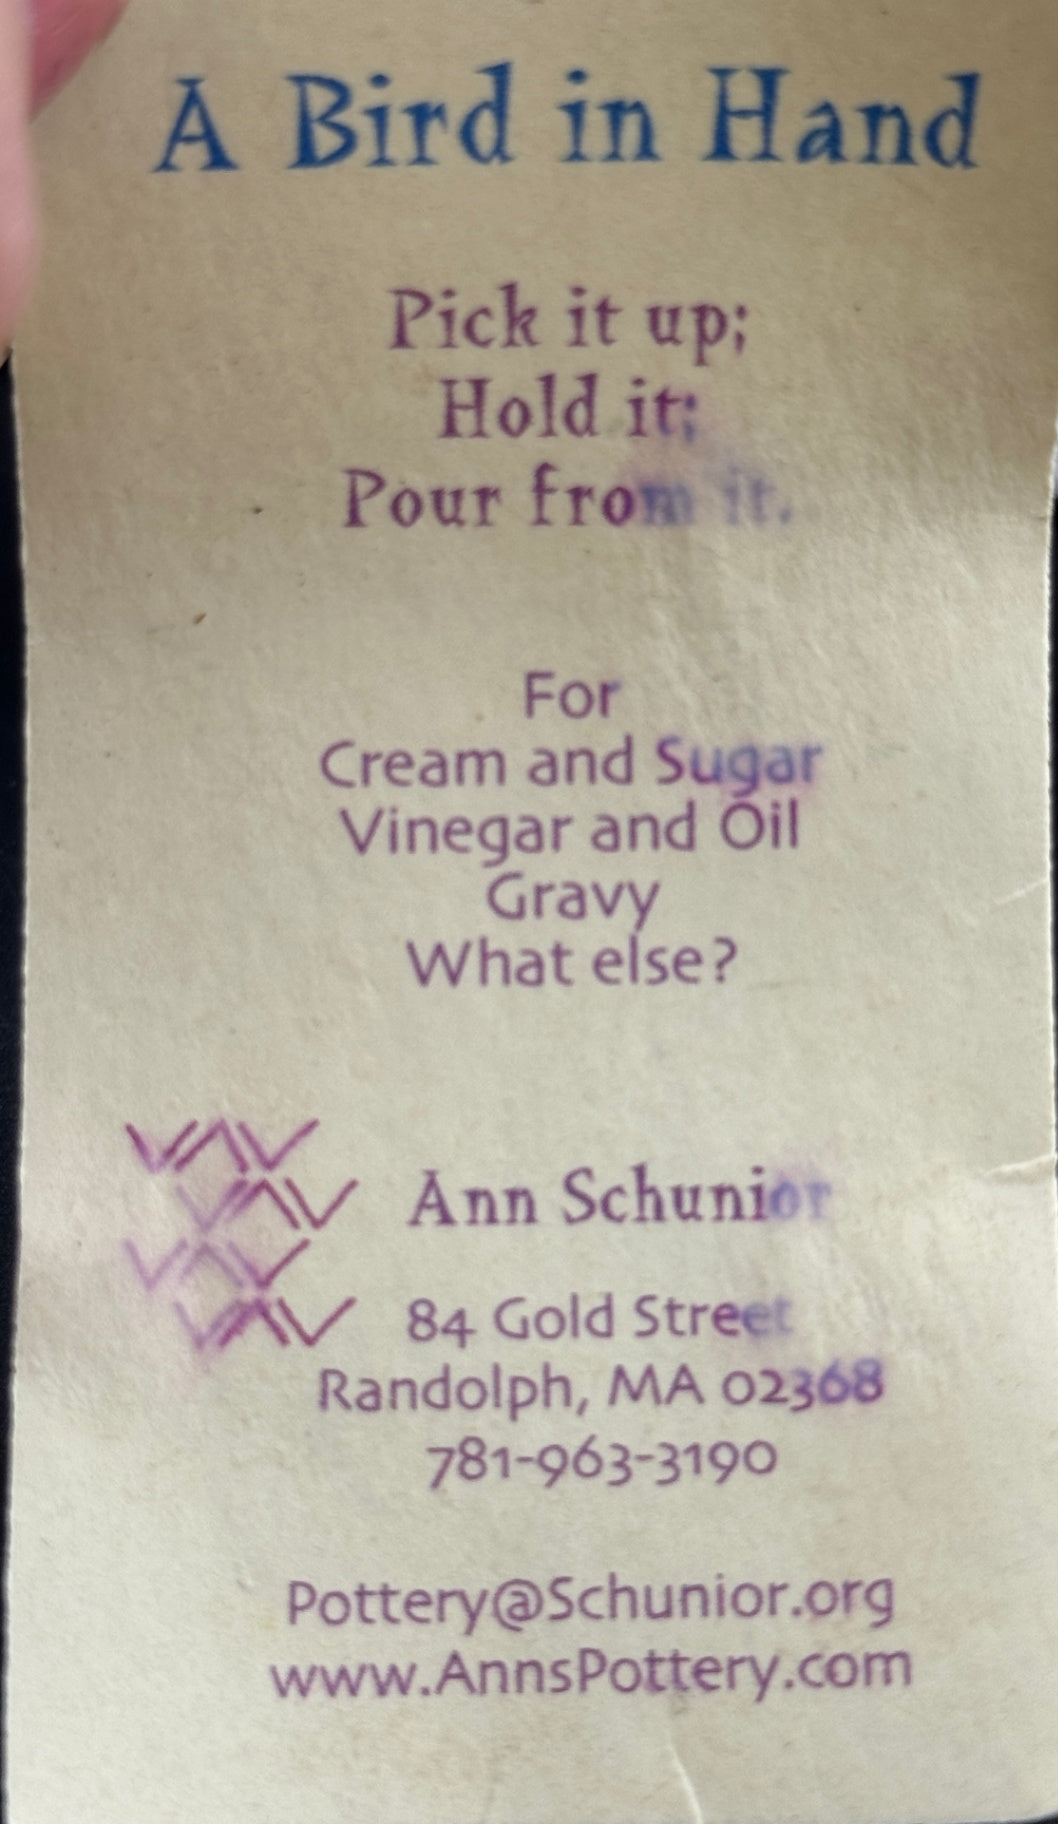 A Bird in Hand
Pick it up;
Hold it;
Pour from it.
For
Cream and Sugar
Vinegar and Oil
Gravy
What else?
Ann Schunior
84 Gold Street
Randolph, MA 02368
781-963-3190
Pottery@Schunior.org
www.AnnsPottery.com